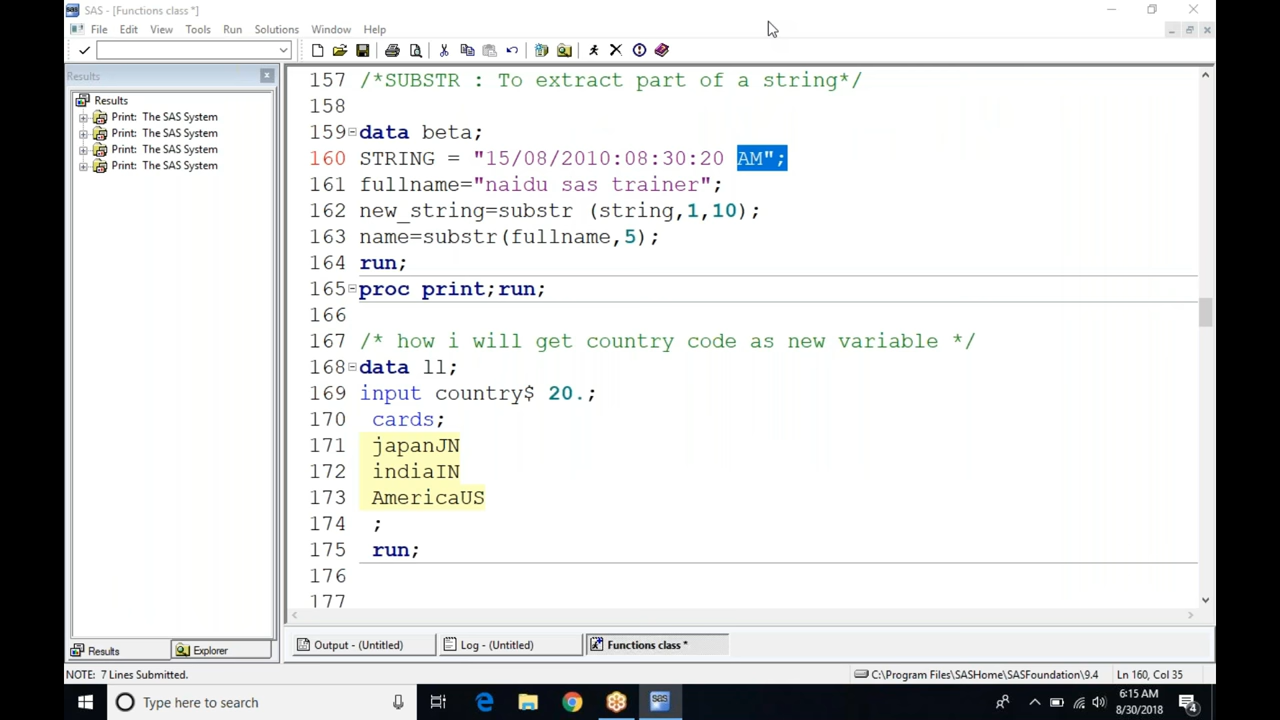 SAS - [Functions class *]
File Edit View Tools Run Solutions Window Help
Results
Results
Print: The SAS System
Print: The SAS System
Print: The SAS System
Print: The SAS System
157 /*SUBSTR : To extract part of a string*/
158
159 data beta;
160 STRING = "15/08/2010:08:30:20 AM";
161 fullname="naidu sas trainer";
162 new_string=substr (string,1,10);
163 name=substr(fullname,5);
164 run;
165 proc print;run;
166
167 /* how i will get country code as new variable */
168 data ll;
169 input country$ 20.;
170 cards;
171 japanJN
172 indiaIN
173 AmericaUS
174 ;
175 run;
176
177
Results Explorer
Output - (Untitled) Log - (Untitled) Functions class *
NOTE: 7 Lines Submitted. C:\Program Files\SASHome\SASFoundation\9.4 Ln 160, Col 35
Type here to search
sas
6:15 AM
8/30/2018
4